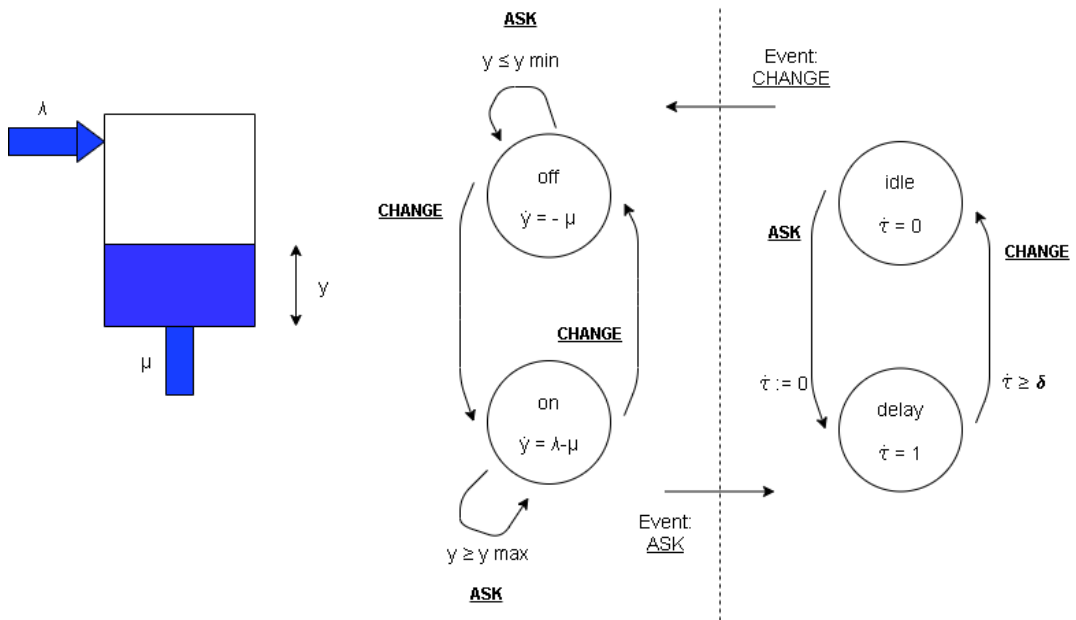 λ
y
μ
ASK
y ≤ y min
off
ẏ = - μ
CHANGE
CHANGE
on
ẏ = λ-μ
y ≥ y max
ASK
Event:
CHANGE
Event:
ASK
idle
τ̇ = 0
ASK
CHANGE
τ̇ := 0
τ̇ ≥ δ
delay
τ̇ = 1